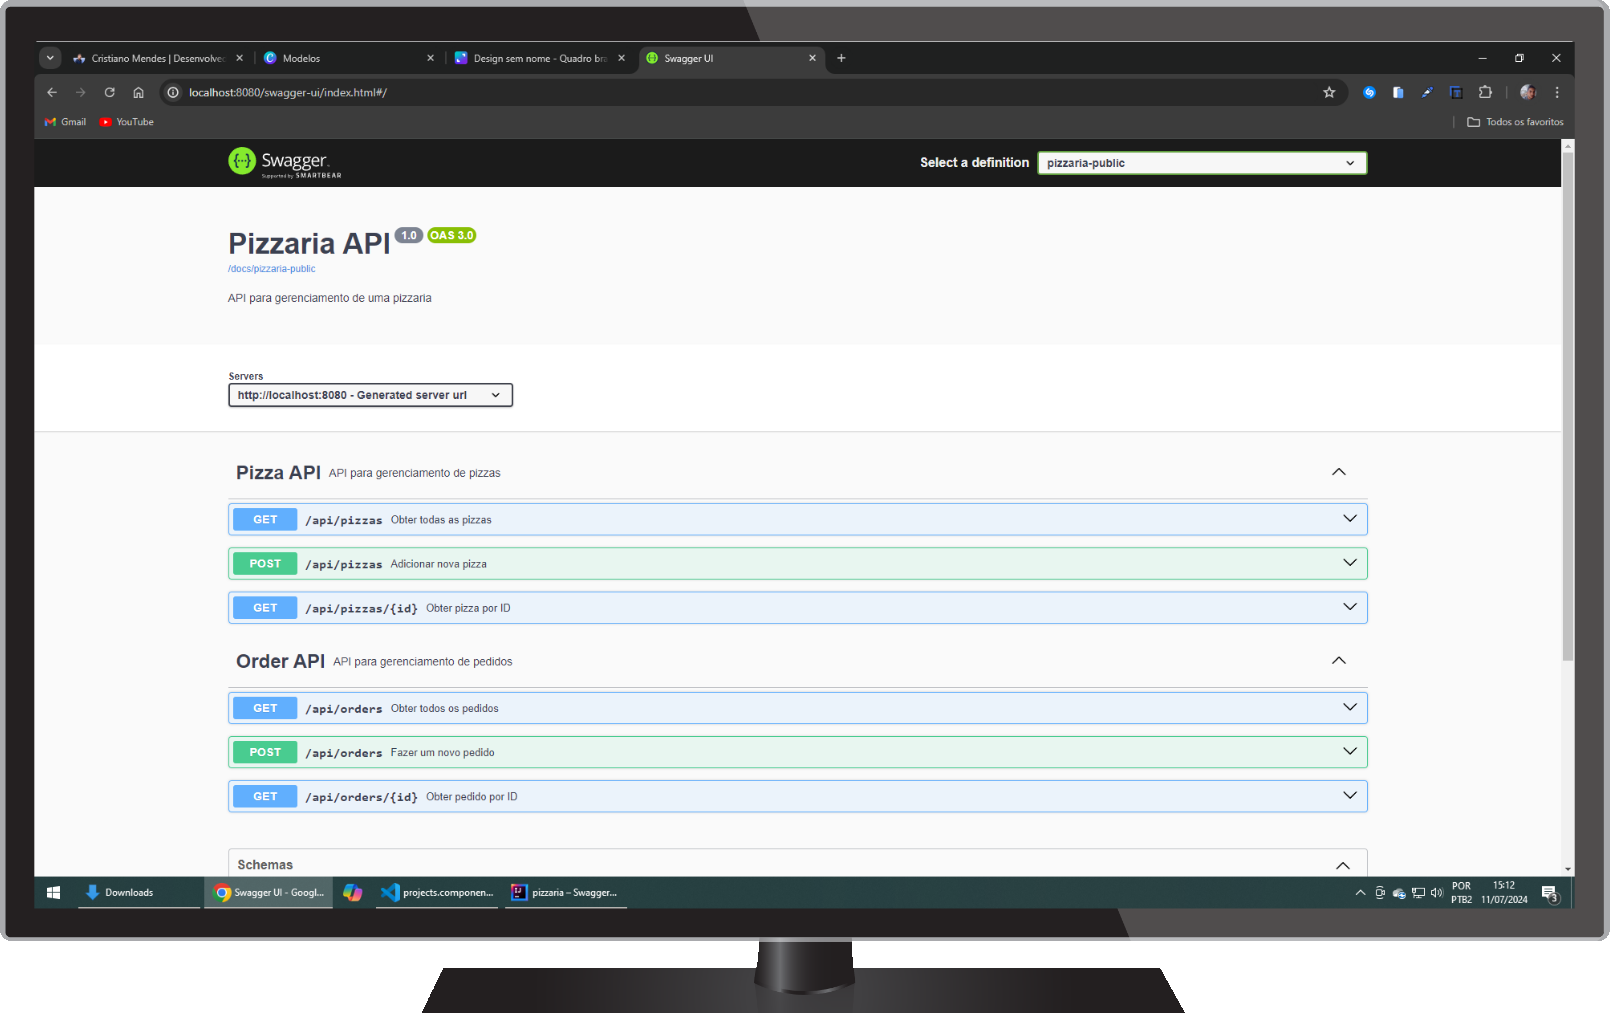 Cristiano Mendes | Desenvolvec
Modelos
Design sem nome - Quadro bra
Swagger UI
localhost:8080/swagger-ui/index.html#/
Gmail
YouTube
Todos os favoritos
Swagger.
Supported by SMARTBEAR
Select a definition
pizzaria-public
Pizzaria API 1.0 OAS 3.0
/docs/pizzaria-public
API para gerenciamento de uma pizzaria
Servers
http://localhost:8080 - Generated server url
Pizza API API para gerenciamento de pizzas
GET /api/pizzas Obter todas as pizzas
POST /api/pizzas Adicionar nova pizza
GET /api/pizzas/{id} Obter pizza por ID
Order API API para gerenciamento de pedidos
GET /api/orders Obter todos os pedidos
POST /api/orders Fazer um novo pedido
GET /api/orders/{id} Obter pedido por ID
Schemas
Downloads
Swagger UI - Googl...
projects.componen...
pizzaria – Swagger...
POR
PTB2
15:12
11/07/2024
3